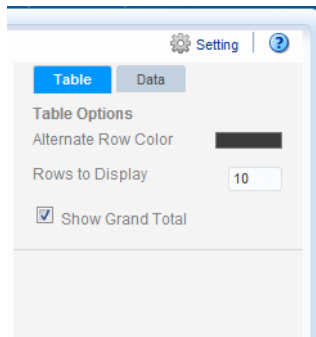 Setting ?
Table Data
Table Options
Alternate Row Color
Rows to Display 10
Show Grand Total